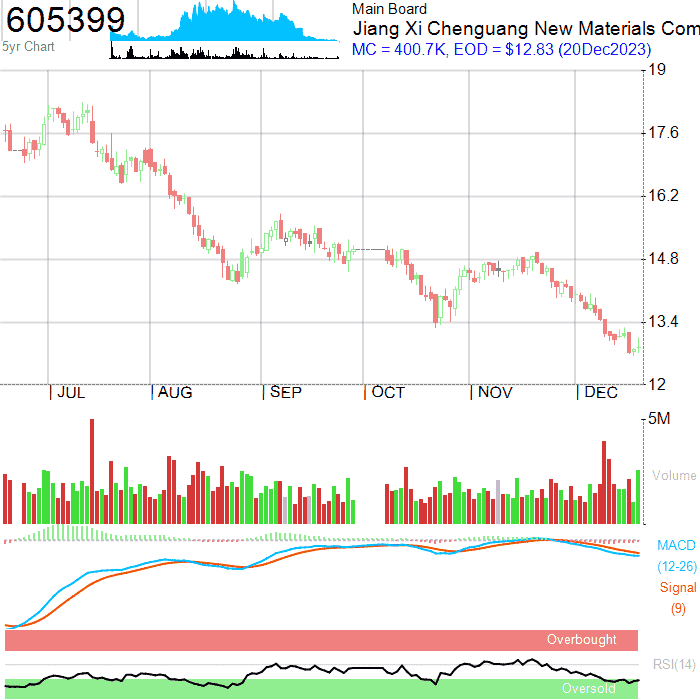 605399
5yr Chart
Main Board
Jiang Xi Chenguang New Materials Com
MC = 400.7K, EOD = $12.83 (20Dec2023)
19
17.6
16.2
14.8
13.4
12
JUL AUG SEP OCT NOV DEC
5M
Volume
MACD
(12-26)
Signal
(9)
Overbought
RSI(14)
Oversold